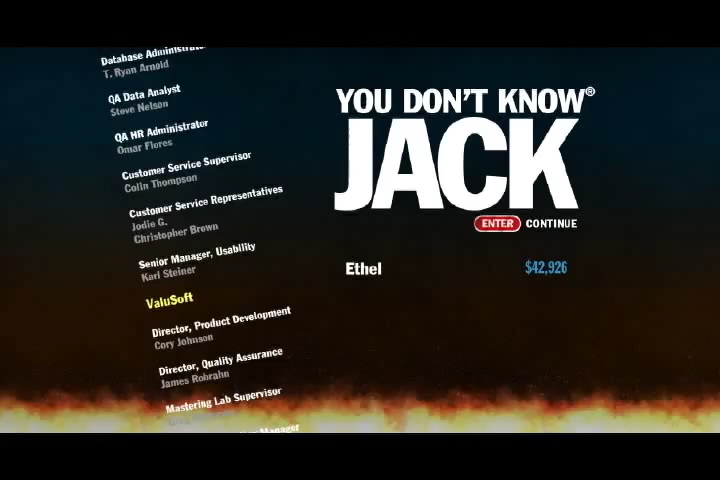 Database Administrator
T. Ryan Arnold
QA Data Analyst
Steve Nelson
QA HR Administrator
Omar Flores
Customer Service Supervisor
Colin Thompson
Customer Service Representatives
Jodie G.
Christopher Brown
Senior Manager, Usability
Karl Steiner
ValuSoft
Director, Product Development
Cory Johnson
Director, Quality Assurance
James Robrahn
Mastering Lab Supervisor
Manager
YOU DON'T KNOW®
JACK
ENTER CONTINUE
Ethel $42,926